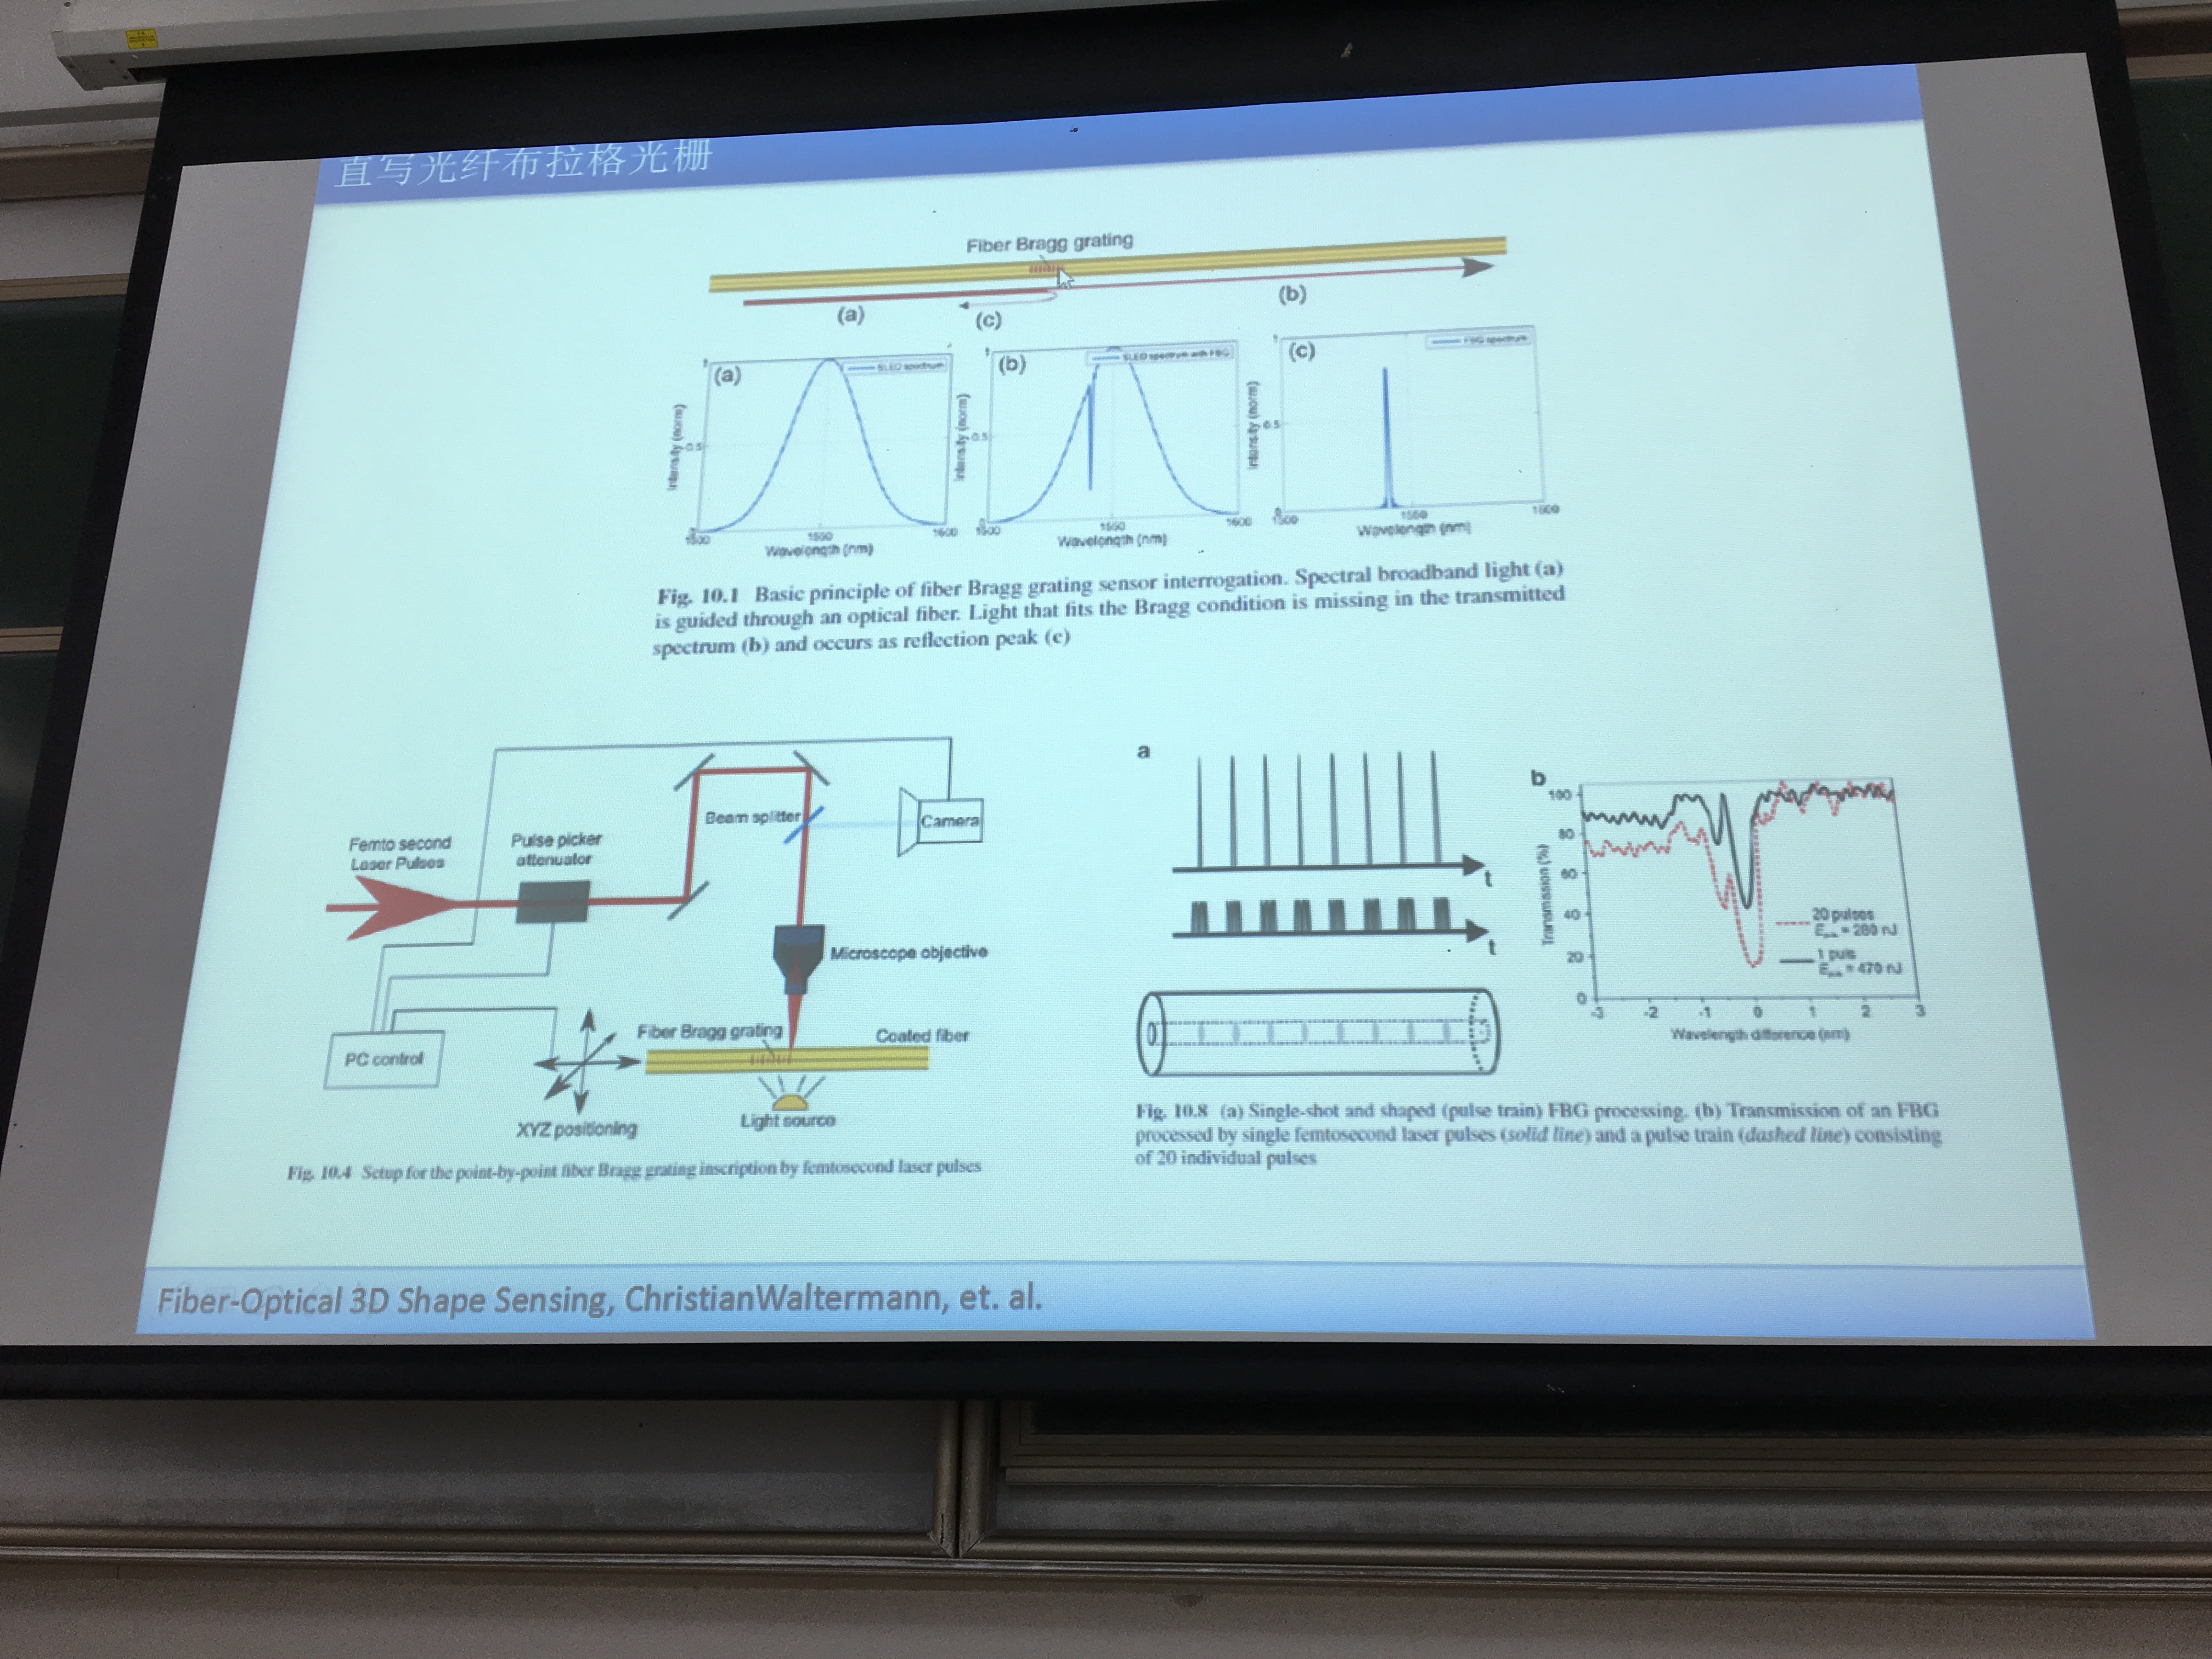 直写光纤布拉格光栅
Fiber Bragg grating
(a)
(c)
(b)
(a)
SLED spectrum
1
0.5
0
Intensity (norm)
1500
1550
1600
Wavelength (nm)
(b)
SLED spectrum with FBG
1
0.5
0
Intensity (norm)
1500
1550
1600
Wavelength (nm)
(c)
FBG spectrum
1
0.5
0
Intensity (norm)
1500
1550
1600
Wavelength (nm)
Fig. 10.1 Basic principle of fiber Bragg grating sensor interrogation. Spectral broadband light (a)
is guided through an optical fiber. Light that fits the Bragg condition is missing in the transmitted
spectrum (b) and occurs as reflection peak (c)
Femto second
Laser Pulses
Pulse picker
attenuator
Beam splitter
Camera
Microscope objective
Fiber Bragg grating
Coated fiber
PC control
XYZ positioning
Light source
Fig. 10.4 Setup for the point-by-point fiber Bragg grating inscription by femtosecond laser pulses
a
t
t
b
100
80
60
40
20
0
Transmission (%)
20 pulses
= 280 nJ
1 puls
= 470 nJ
-3 -2 -1 0 1 2 3
Wavelength difference (nm)
Fig. 10.8 (a) Single-shot and shaped (pulse train) FBG processing. (b) Transmission of an FBG
processed by single femtosecond laser pulses (solid line) and a pulse train (dashed line) consisting
of 20 individual pulses
Fiber-Optical 3D Shape Sensing, ChristianWaltermann, et. al.